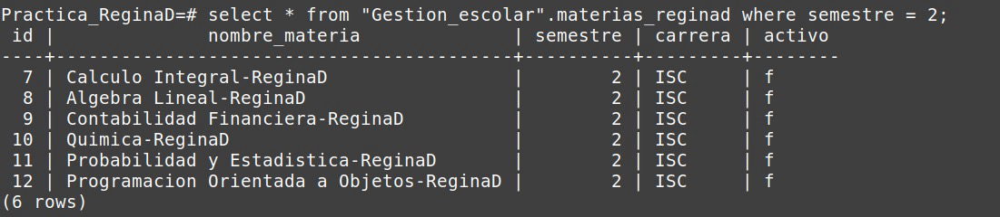 Practica_ReginaD=# select * from "Gestion_escolar".materias_reginad where semestre = 2;
 id |              nombre_materia              | semestre | carrera | activo
----+------------------------------------------+----------+---------+--------
  7 | Calculo Integral-ReginaD                 |        2 | ISC     | f
  8 | Algebra Lineal-ReginaD                   |        2 | ISC     | f
  9 | Contabilidad Financiera-ReginaD          |        2 | ISC     | f
 10 | Quimica-ReginaD                          |        2 | ISC     | f
 11 | Probabilidad y Estadistica-ReginaD       |        2 | ISC     | f
 12 | Programacion Orientada a Objetos-ReginaD |        2 | ISC     | f
(6 rows)